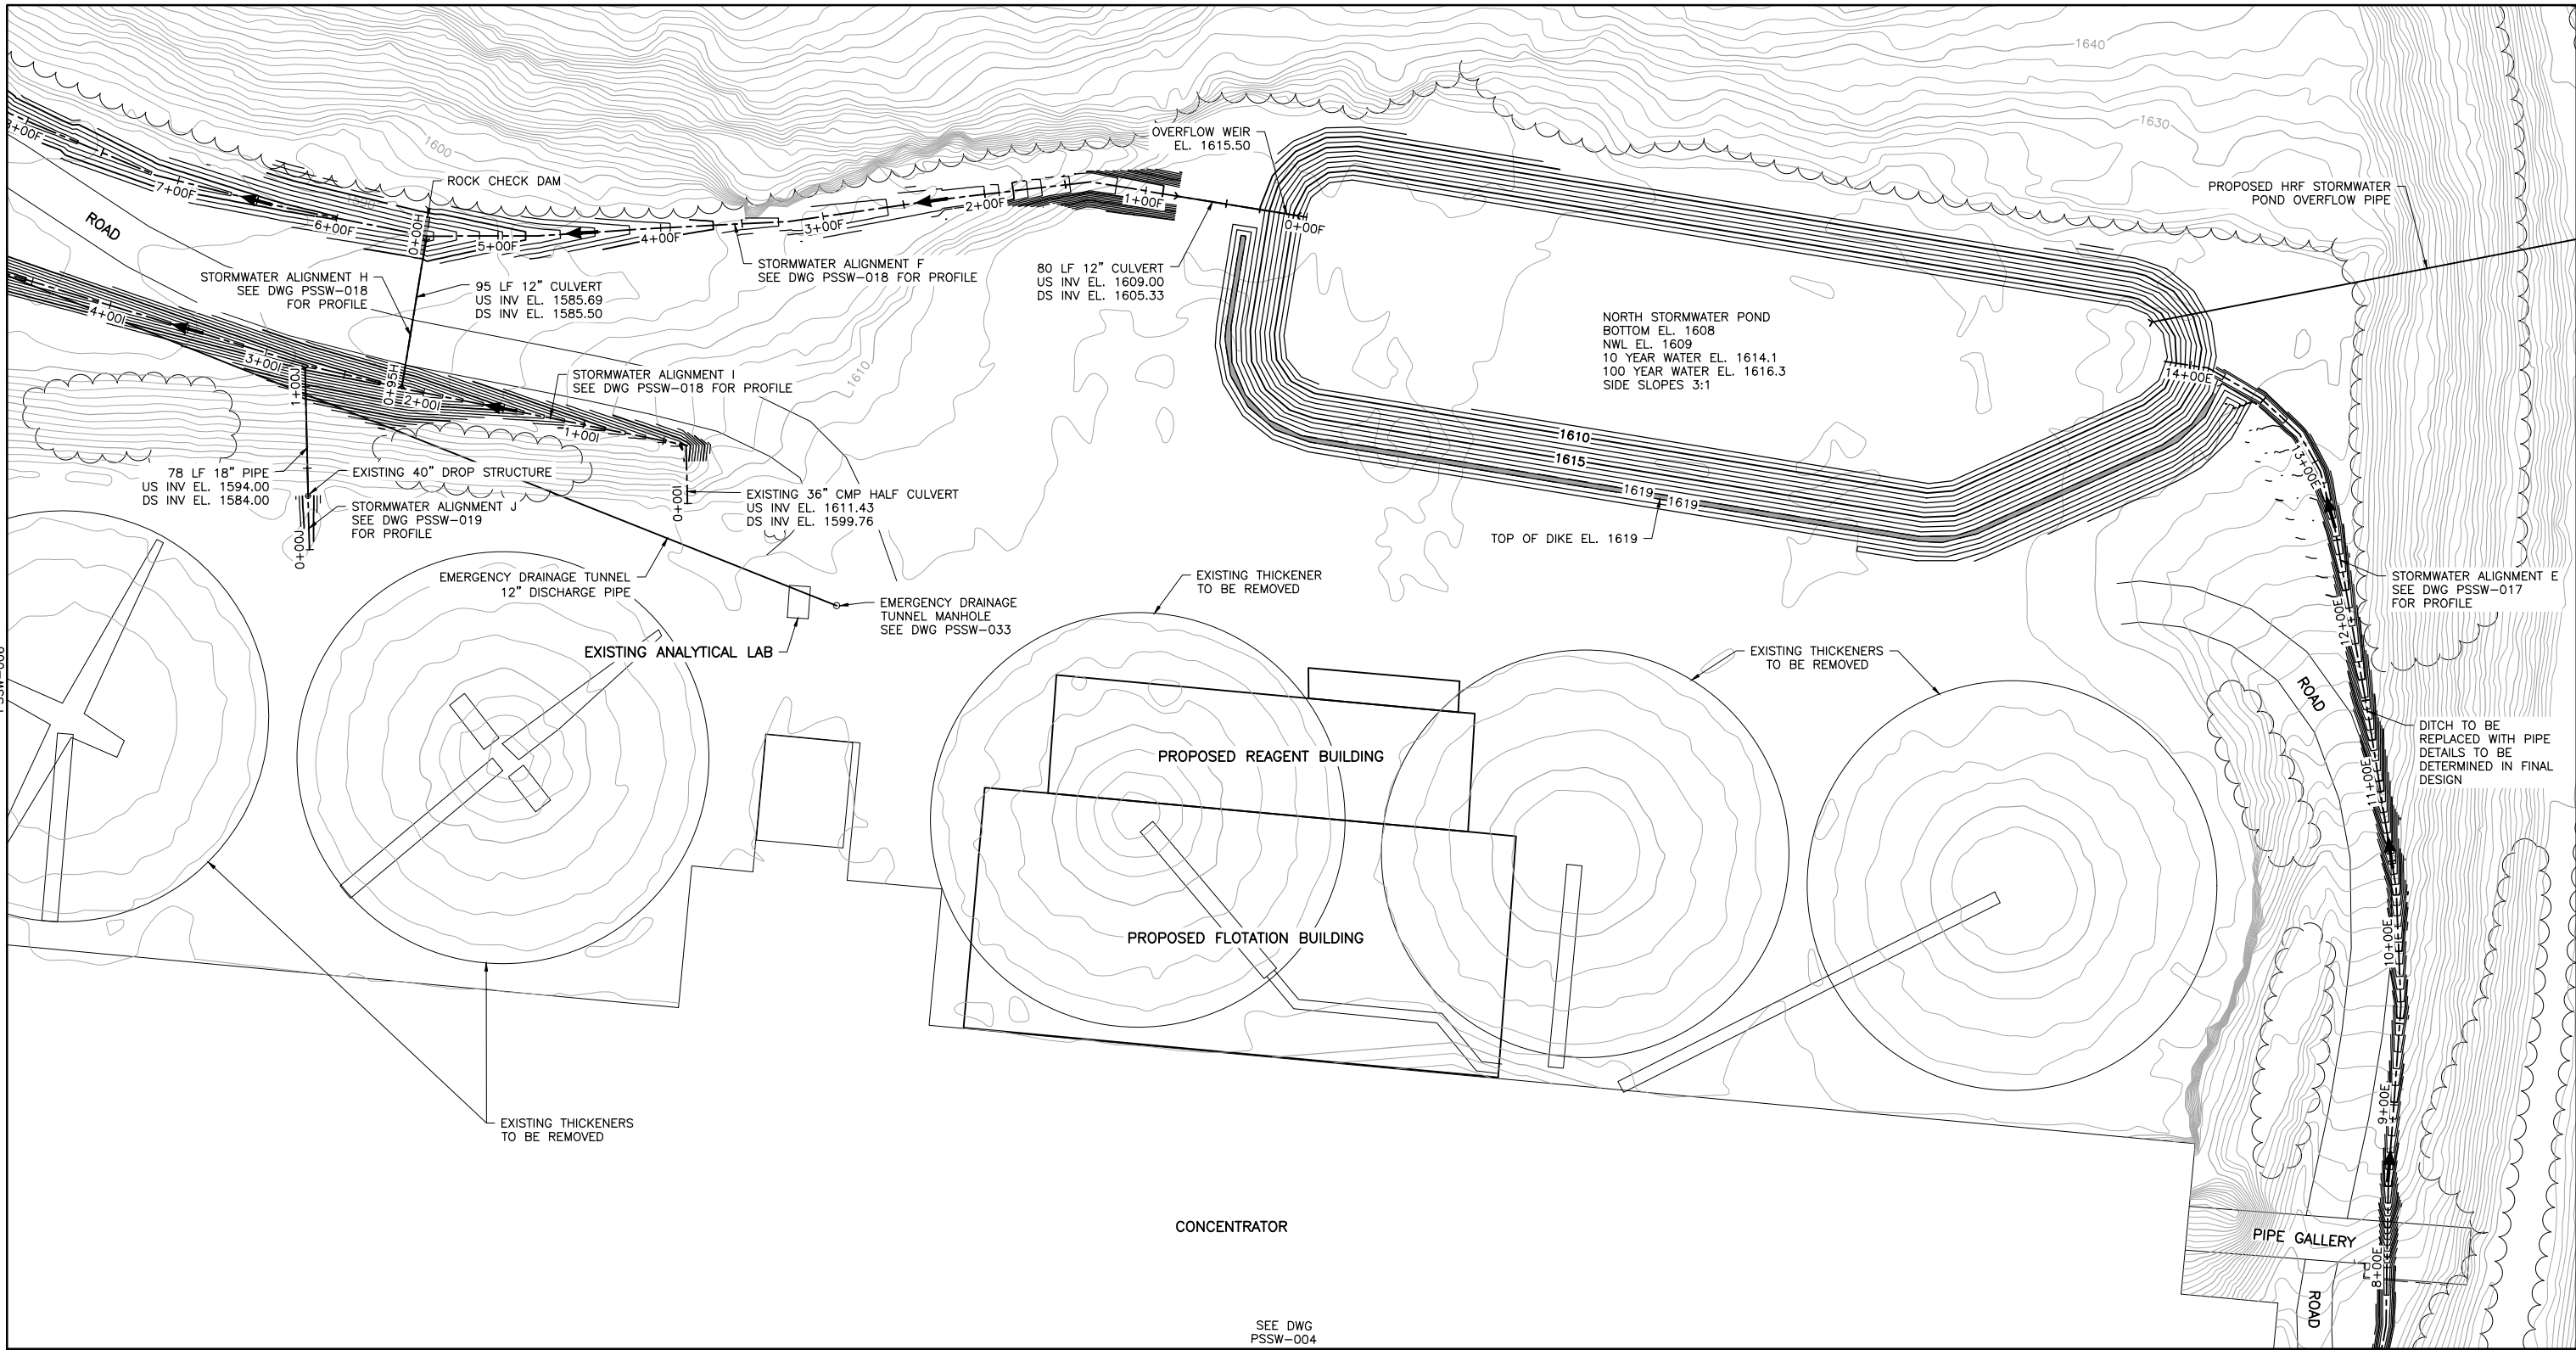 1640
1630
OVERFLOW WEIR
EL. 1615.50
1600
ROCK CHECK DAM
7+00F
6+00F
5+00F
4+00F
3+00F
2+00F
1+00F
0+00F
0+00H
ROAD
PROPOSED HRF STORMWATER
POND OVERFLOW PIPE
STORMWATER ALIGNMENT H
SEE DWG PSSW-018
FOR PROFILE
95 LF 12" CULVERT
US INV EL. 1585.69
DS INV EL. 1585.50
STORMWATER ALIGNMENT F
SEE DWG PSSW-018 FOR PROFILE
80 LF 12" CULVERT
US INV EL. 1609.00
DS INV EL. 1605.33
NORTH STORMWATER POND
BOTTOM EL. 1608
NWL EL. 1609
10 YEAR WATER EL. 1614.1
100 YEAR WATER EL. 1616.3
SIDE SLOPES 3:1
4+00I
3+00I
2+00I
1+00I
0+00I
1+00J
0+95H
1610
STORMWATER ALIGNMENT I
SEE DWG PSSW-018 FOR PROFILE
14+00E
13+00E
1610
1615
1619
1619
TOP OF DIKE EL. 1619
78 LF 18" PIPE
US INV EL. 1594.00
DS INV EL. 1584.00
EXISTING 40" DROP STRUCTURE
STORMWATER ALIGNMENT J
SEE DWG PSSW-019
FOR PROFILE
0+00J
EXISTING 36" CMP HALF CULVERT
US INV EL. 1611.43
DS INV EL. 1599.76
EMERGENCY DRAINAGE TUNNEL
12" DISCHARGE PIPE
EMERGENCY DRAINAGE
TUNNEL MANHOLE
SEE DWG PSSW-033
EXISTING ANALYTICAL LAB
EXISTING THICKENER
TO BE REMOVED
EXISTING THICKENERS
TO BE REMOVED
STORMWATER ALIGNMENT E
SEE DWG PSSW-017
FOR PROFILE
12+00E
ROAD
DITCH TO BE
REPLACED WITH PIPE
DETAILS TO BE
DETERMINED IN FINAL
DESIGN
11+00E
PROPOSED REAGENT BUILDING
PROPOSED FLOTATION BUILDING
10+00E
9+00E
EXISTING THICKENERS
TO BE REMOVED
CONCENTRATOR
PIPE GALLERY
8+00E
ROAD
SEE DWG
PSSW-004